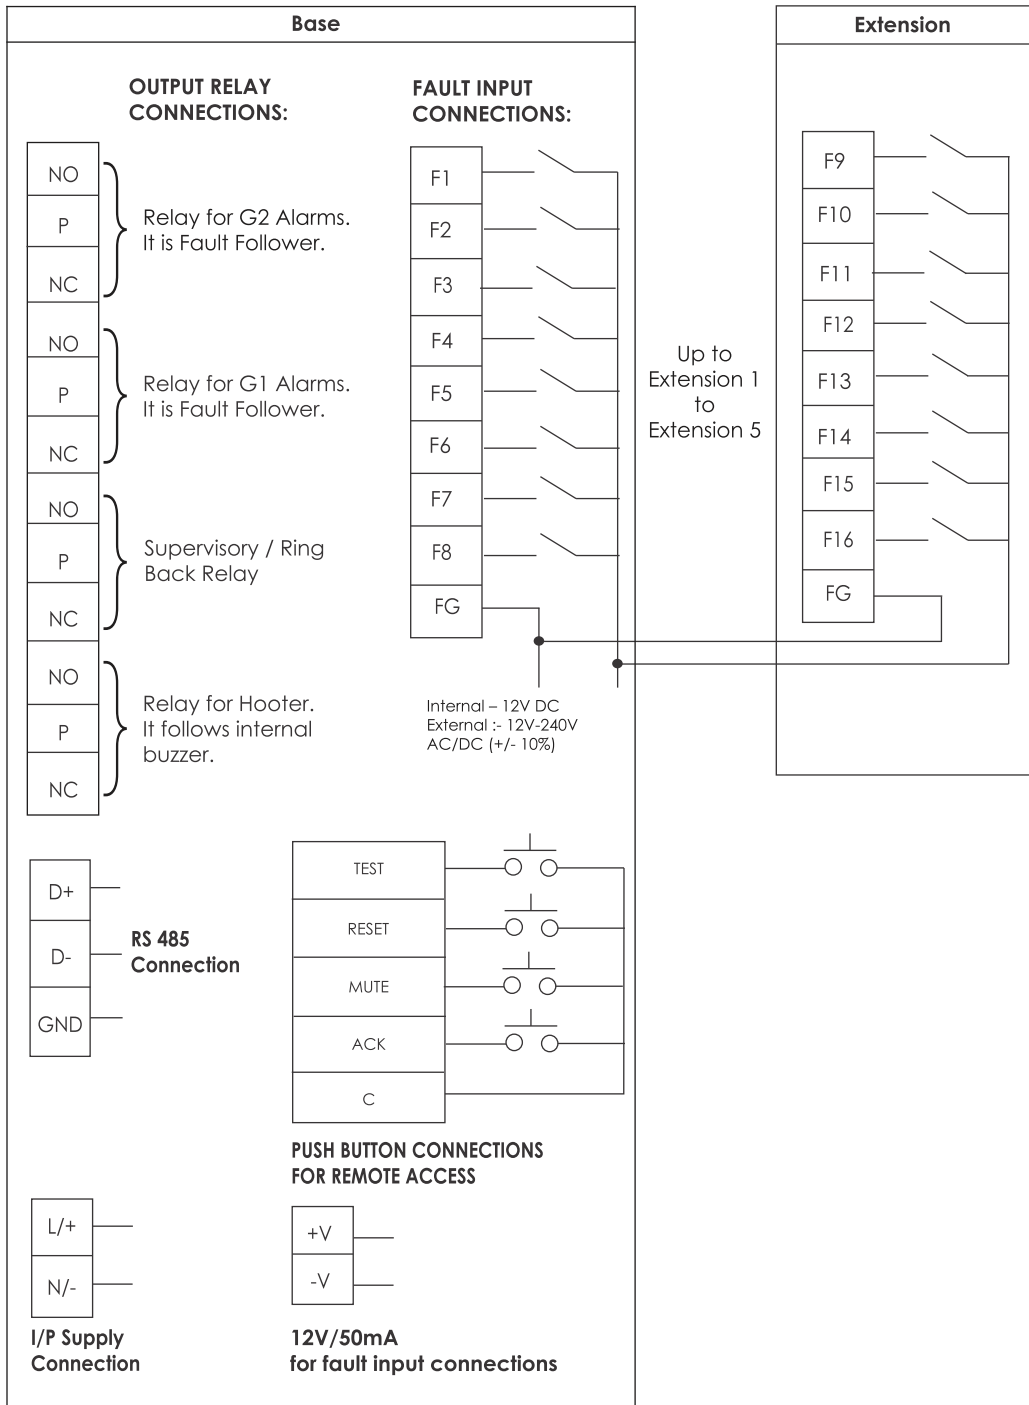 Base
Extension
OUTPUT RELAY
CONNECTIONS:
NO
P
NC
Relay for G2 Alarms.
It is Fault Follower.
NO
P
NC
Relay for G1 Alarms.
It is Fault Follower.
NO
P
NC
Supervisory / Ring
Back Relay
NO
P
NC
Relay for Hooter.
It follows internal
buzzer.
FAULT INPUT
CONNECTIONS:
F1
F2
F3
F4
F5
F6
F7
F8
FG
Internal – 12V DC
External :- 12V-240V
AC/DC (+/- 10%)
Up to
Extension 1
to
Extension 5
F9
F10
F11
F12
F13
F14
F15
F16
FG
D+
D-
GND
RS 485
Connection
TEST
RESET
MUTE
ACK
C
PUSH BUTTON CONNECTIONS
FOR REMOTE ACCESS
L/+
N/-
I/P Supply
Connection
+V
-V
12V/50mA
for fault input connections